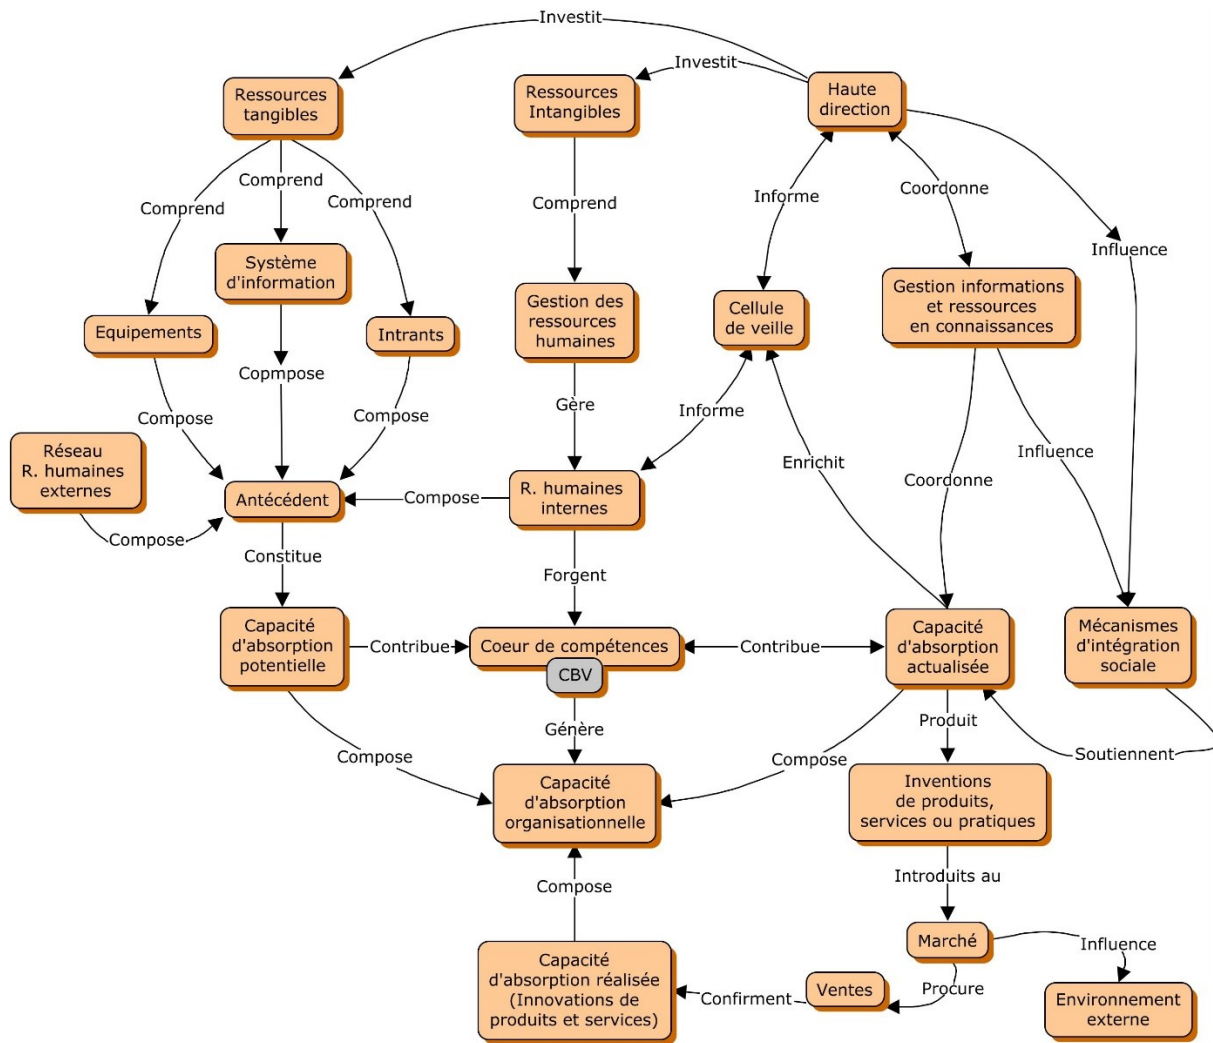 Investit
Investit
Ressources
tangibles
Ressources
Intangibles
Haute
direction
Comprend
Comprend
Comprend
Comprend
Informe
Coordonne
Influence
Système
d'information
Equipements
Intrants
Gestion des
ressources
humaines
Cellule
de veille
Gestion informations
et ressources
en connaissances
Copmpose
Compose
Compose
Gère
Informe
Enrichit
Influence
Coordonne
Réseau
R. humaines
externes
Antécédent
Compose
R. humaines
internes
Compose
Constitue
Forgent
Capacité
d'absorption
potentielle
Contribue
Coeur de compétences
CBV
Contribue
Capacité
d'absorption
actualisée
Mécanismes
d'intégration
sociale
Compose
Génère
Compose
Produit
Soutiennent
Capacité
d'absorption
organisationnelle
Inventions
de produits,
services ou pratiques
Compose
Introduits au
Marché
Influence
Capacité
d'absorption réalisée
(Innovations de
produits et services)
Confirment
Ventes
Procure
Environnement
externe